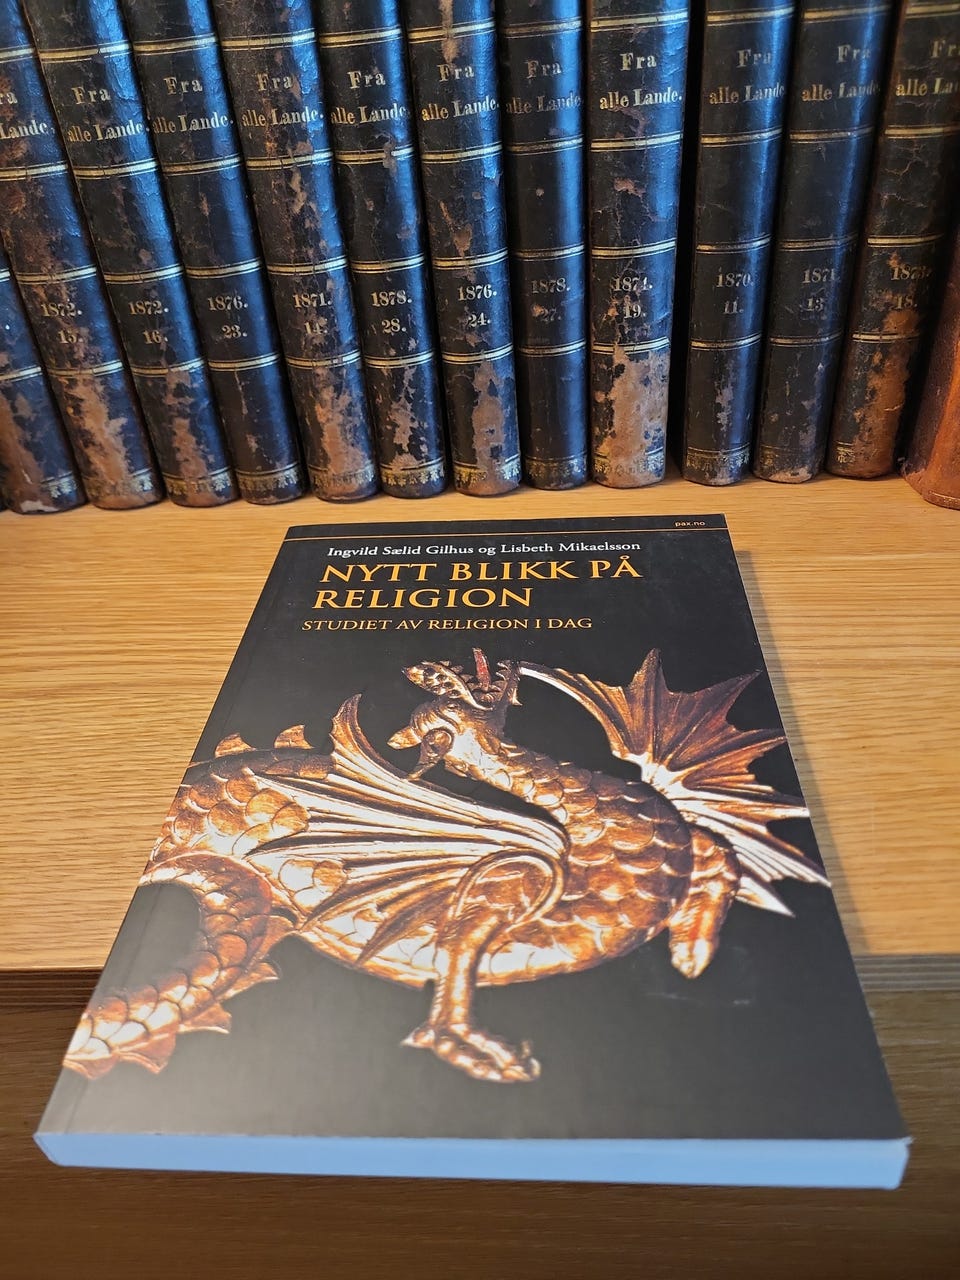 Fra
alle Lande.
1872.
15.
Fra
alle Lande.
1872.
16.
Fra
alle Lande.
1876.
23.
Fra
alle Lande.
1871.
14.
Fra
alle Lande.
1878.
28.
Fra
alle Lande.
1876.
24.
Fra
alle Lande.
1878.
27.
Fra
alle Lande.
1874.
19.
Fra
alle Lande.
1870.
11.
Fra
alle Lande.
1871.
13.
Fra
alle
18.
pax.no
Ingvild Sælid Gilhus og Lisbeth Mikaelsson
NYTT BLIKK PÅ
RELIGION
STUDIET AV RELIGION I DAG